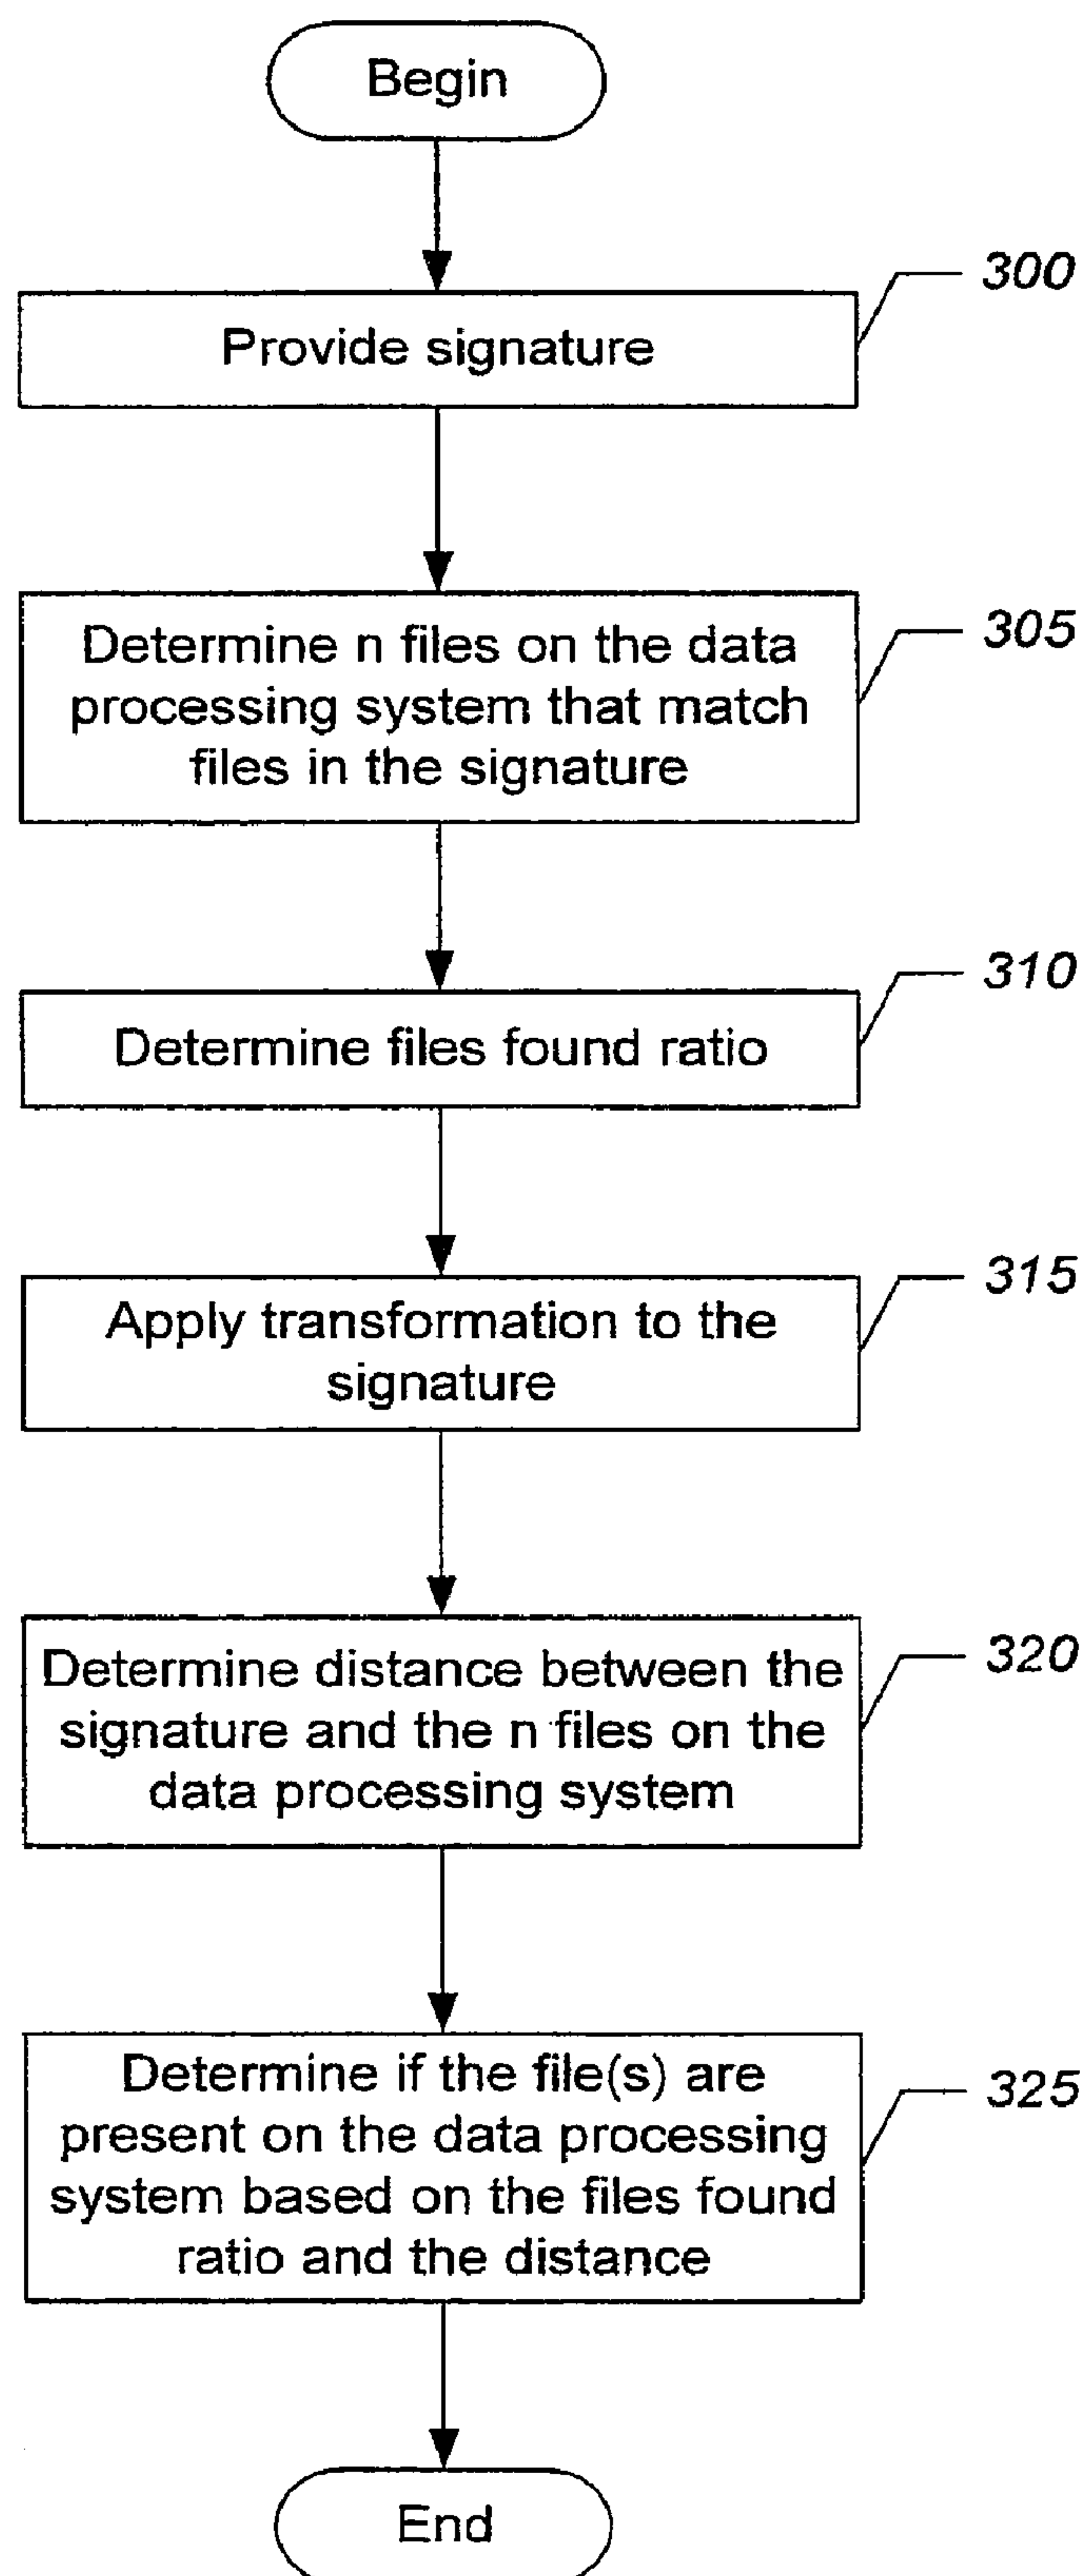 Begin
300
Provide signature
305
Determine n files on the data
processing system that match
files in the signature
310
Determine files found ratio
315
Apply transformation to the
signature
320
Determine distance between the
signature and the n files on the
data processing system
325
Determine if the file(s) are
present on the data processing
system based on the files found
ratio and the distance
End